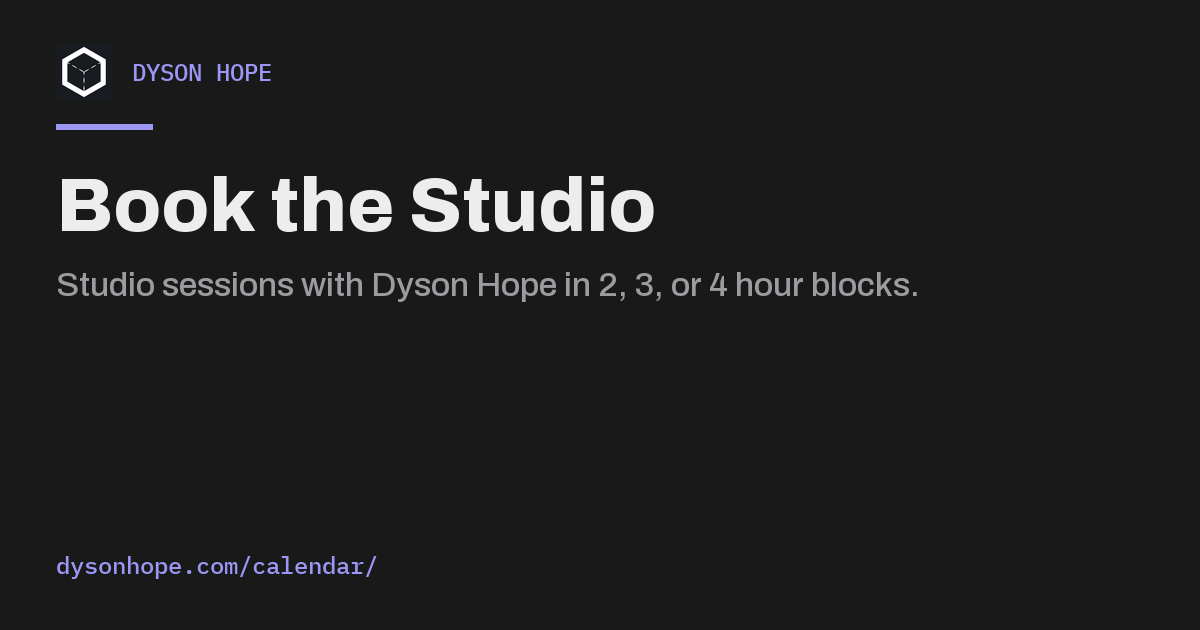 DYSON HOPE
Book the Studio
Studio sessions with Dyson Hope in 2, 3, or 4 hour blocks.
dysonhope.com/calendar/